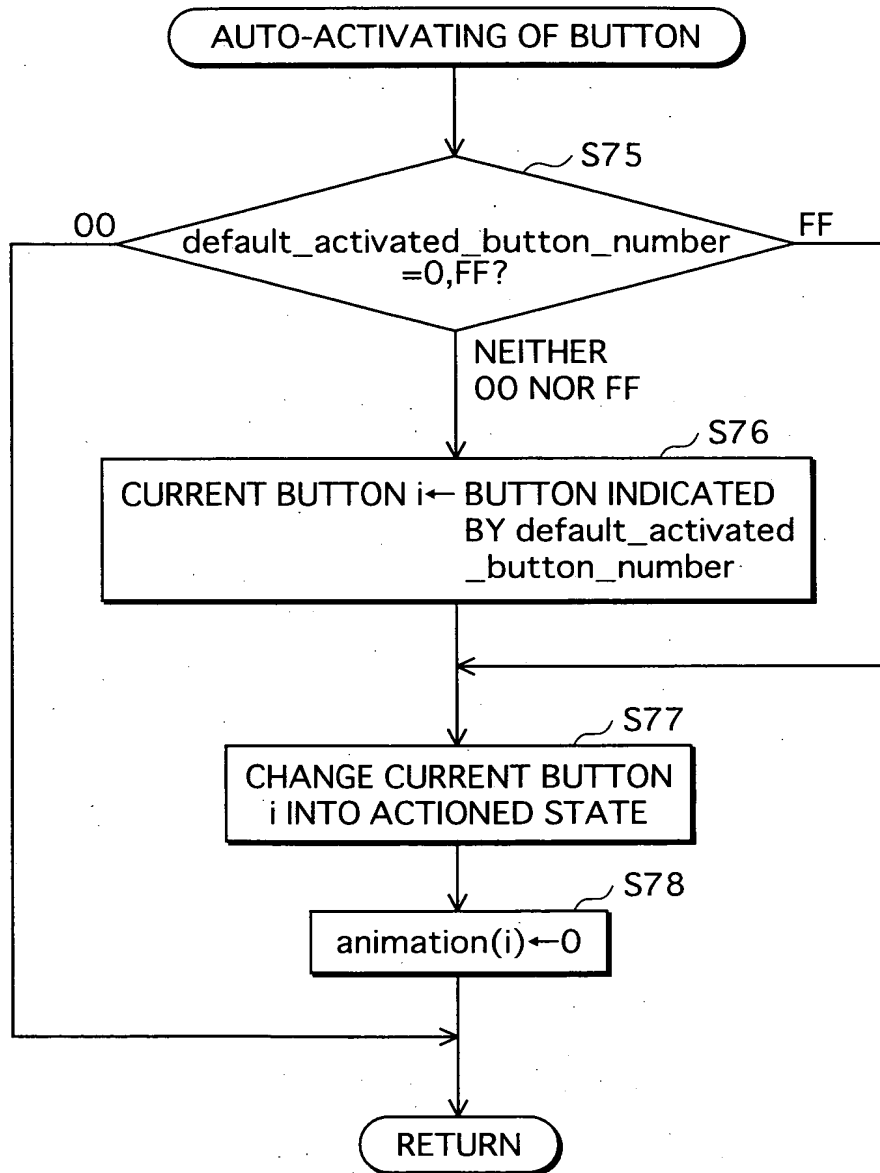 AUTO-ACTIVATING OF BUTTON
S75
00
FF
default_activated_button_number
=0,FF?
NEITHER
00 NOR FF
S76
CURRENT BUTTON i← BUTTON INDICATED
BY default_activated
_button_number
S77
CHANGE CURRENT BUTTON
i INTO ACTIONED STATE
S78
animation(i)←0
RETURN